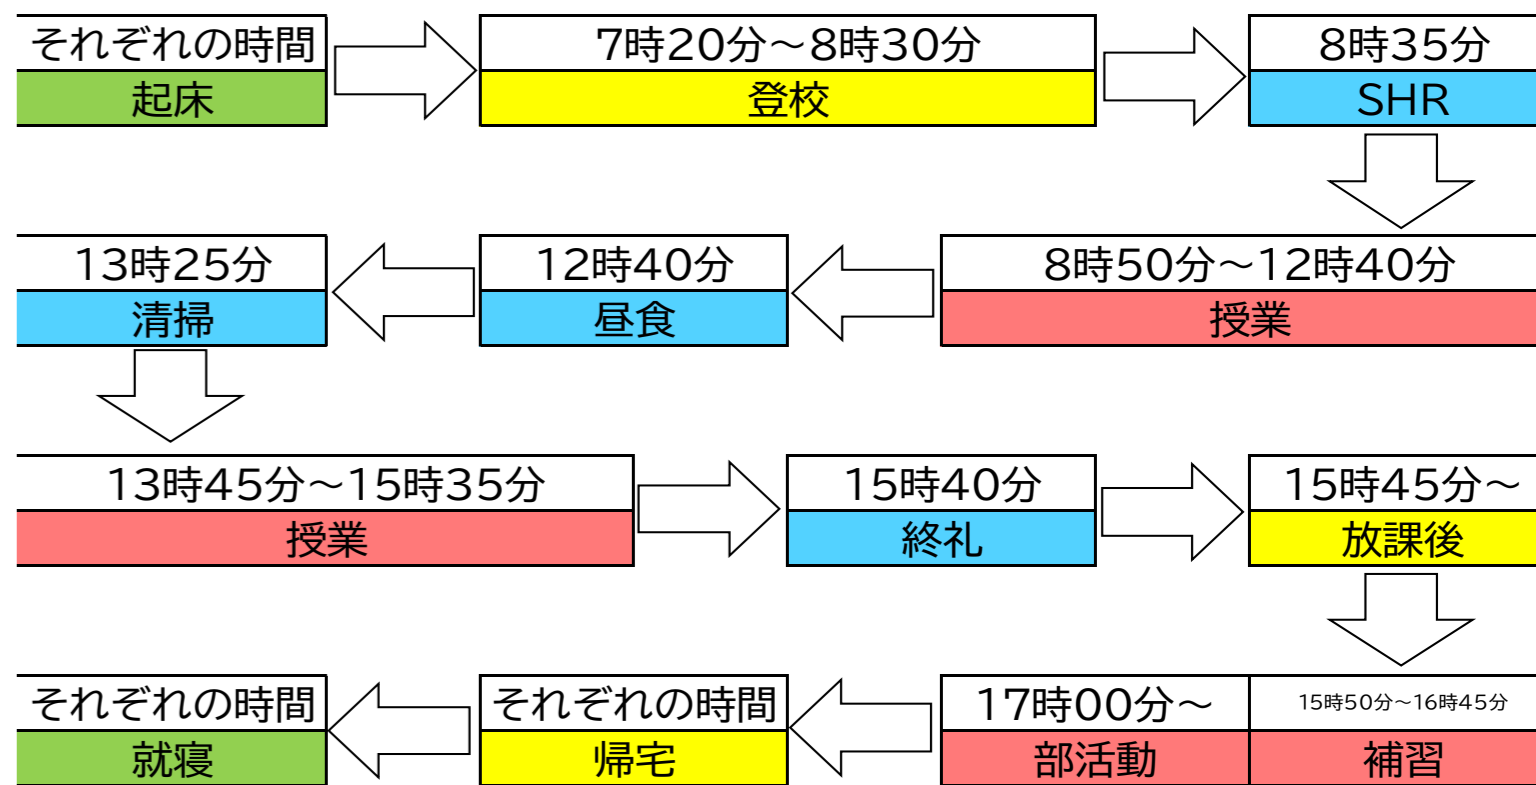 それぞれの時間
起床
7時20分～8時30分
登校
8時35分
SHR
8時50分～12時40分
授業
12時40分
昼食
13時25分
清掃
13時45分～15時35分
授業
15時40分
終礼
15時45分～
放課後
15時50分～16時45分
補習
17時00分～
部活動
それぞれの時間
帰宅
それぞれの時間
就寝